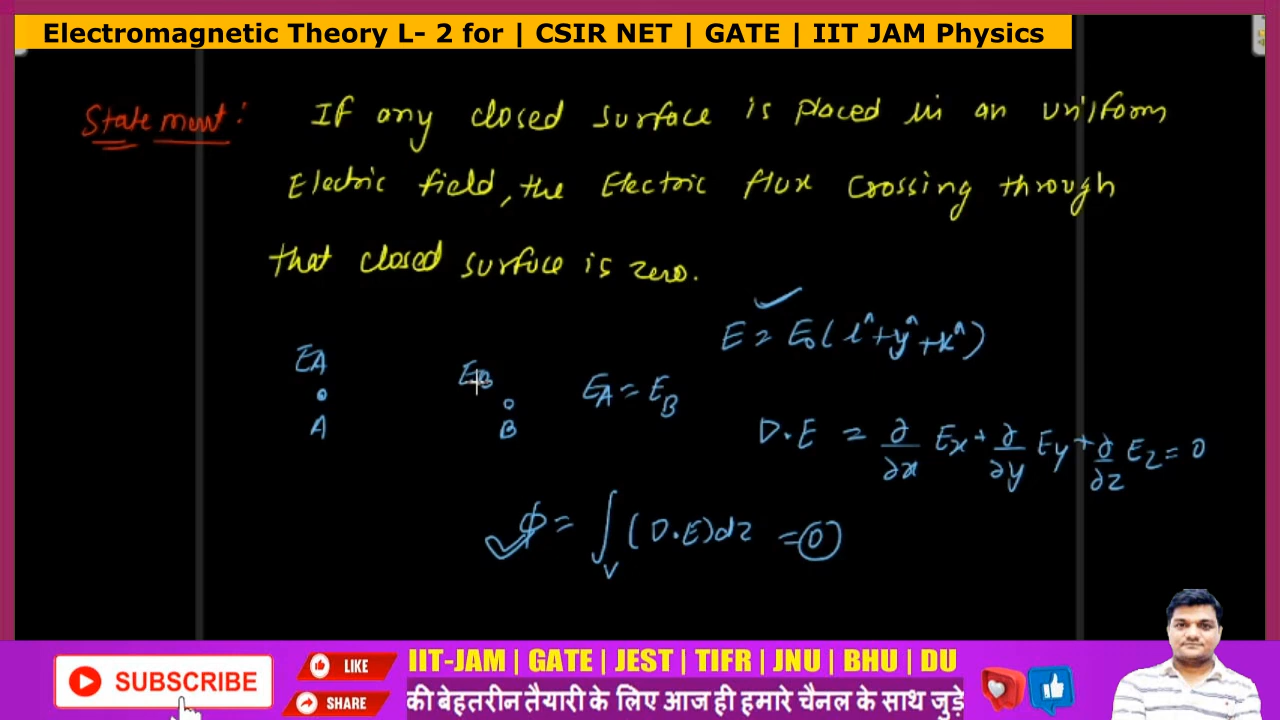 Electromagnetic Theory L- 2 for | CSIR NET | GATE | IIT JAM Physics
Statement: If any closed surface is placed in an uniform
Electric field, the Electric flux crossing through
that closed surface is zero.
E = E₀(î+ŷ+k̂)
EA EB EA = EB
A B
D.E = ∂/∂x Ex + ∂/∂y Ey + ∂/∂z Ez = 0
φ = ∫V (D.E)dz = 0
SUBSCRIBE
LIKE
SHARE
IIT-JAM | GATE | JEST | TIFR | JNU | BHU | DU
की बेहतरीन तैयारी के लिए आज ही हमारे चैनल के साथ जुड़े